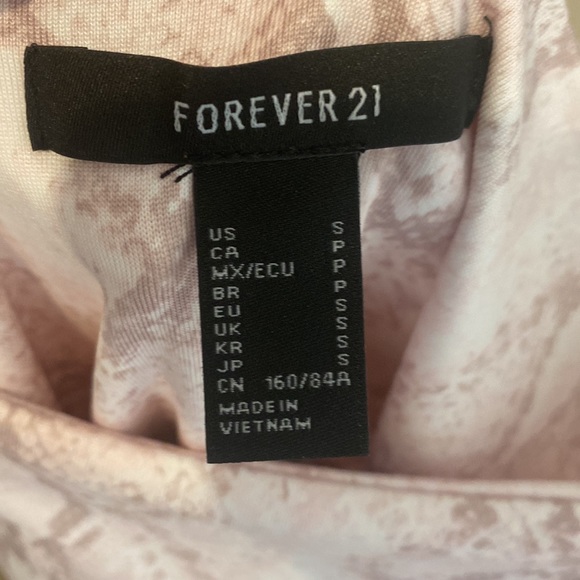 FOREVER 21
US S
CA P
MX/ECU P
BR P
EU S
UK S
KR S
JP S
CN 160/84A
MADE IN
VIETNAM